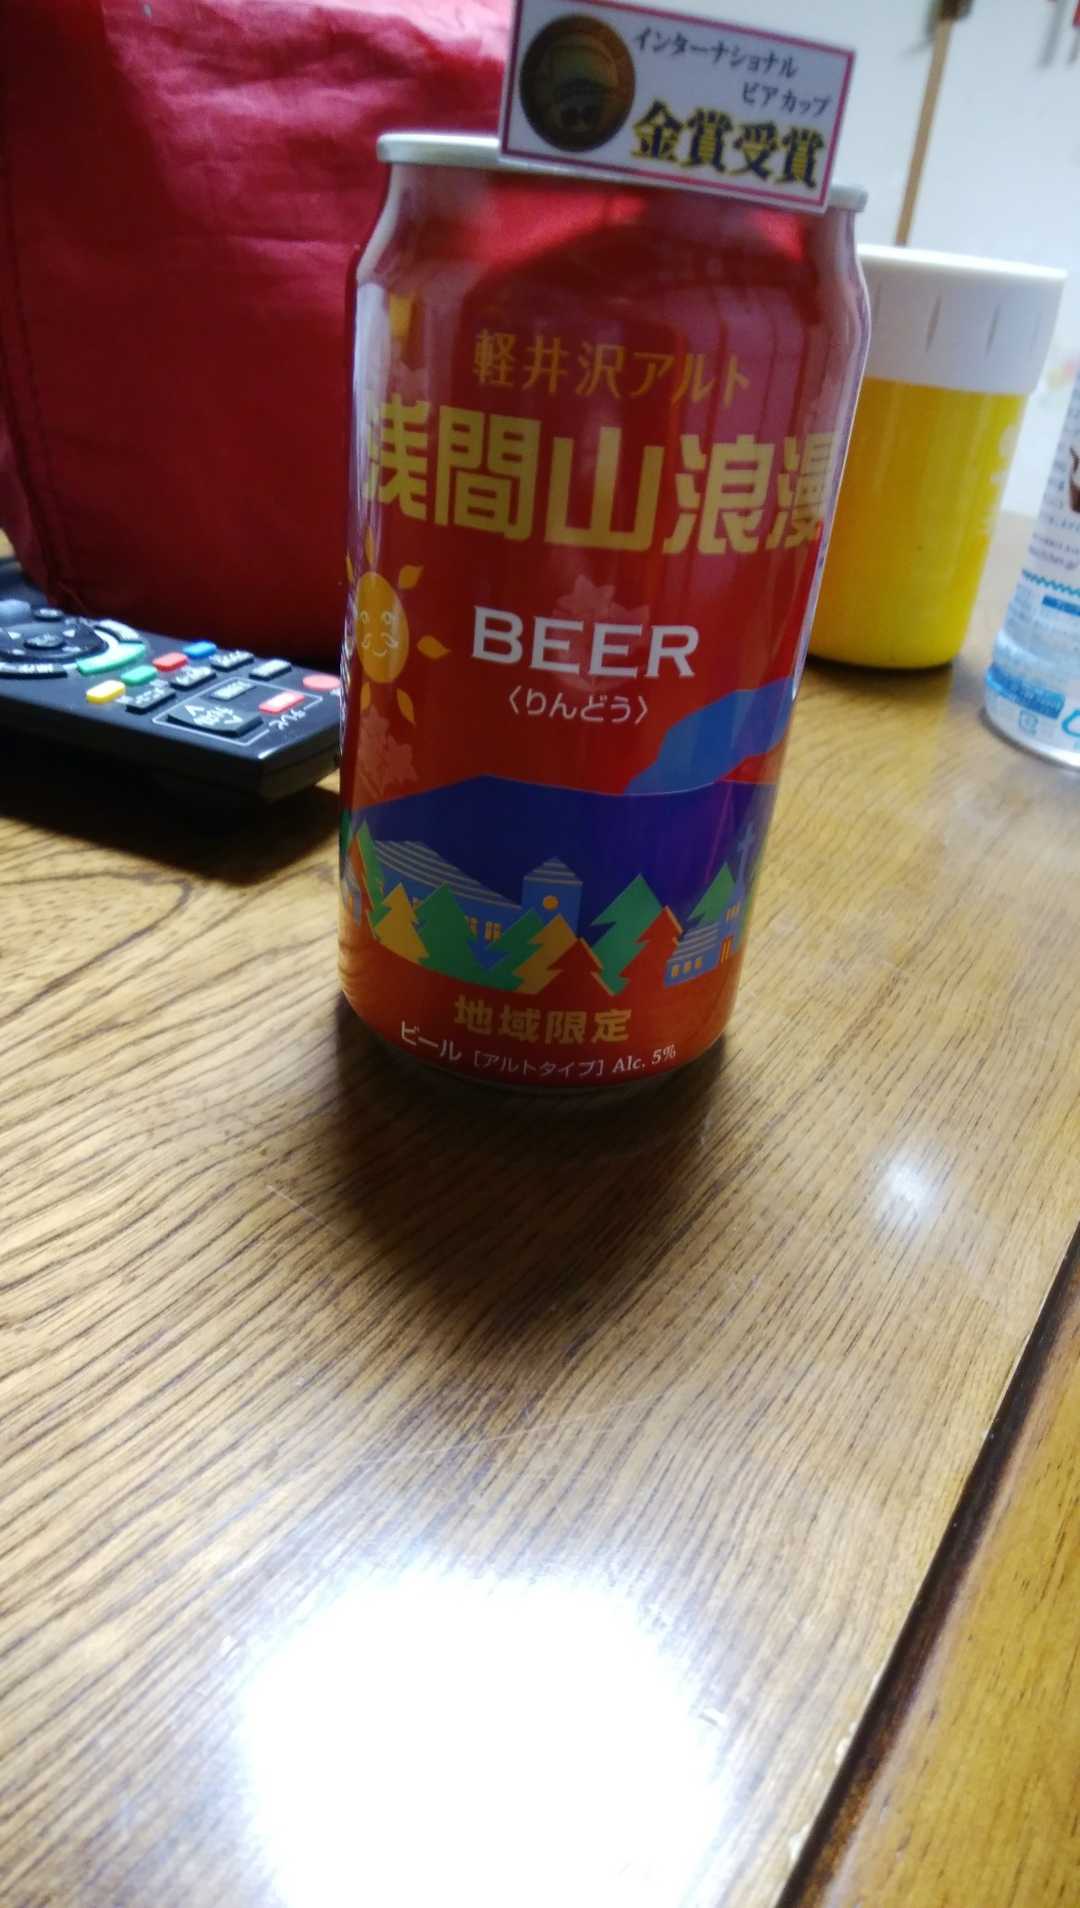 インターナショナル
ビアカップ
金賞受賞
軽井沢アルト
浅間山浪漫
BEER
〈りんどう〉
地域限定
ビール [アルトタイプ] Alc. 5%